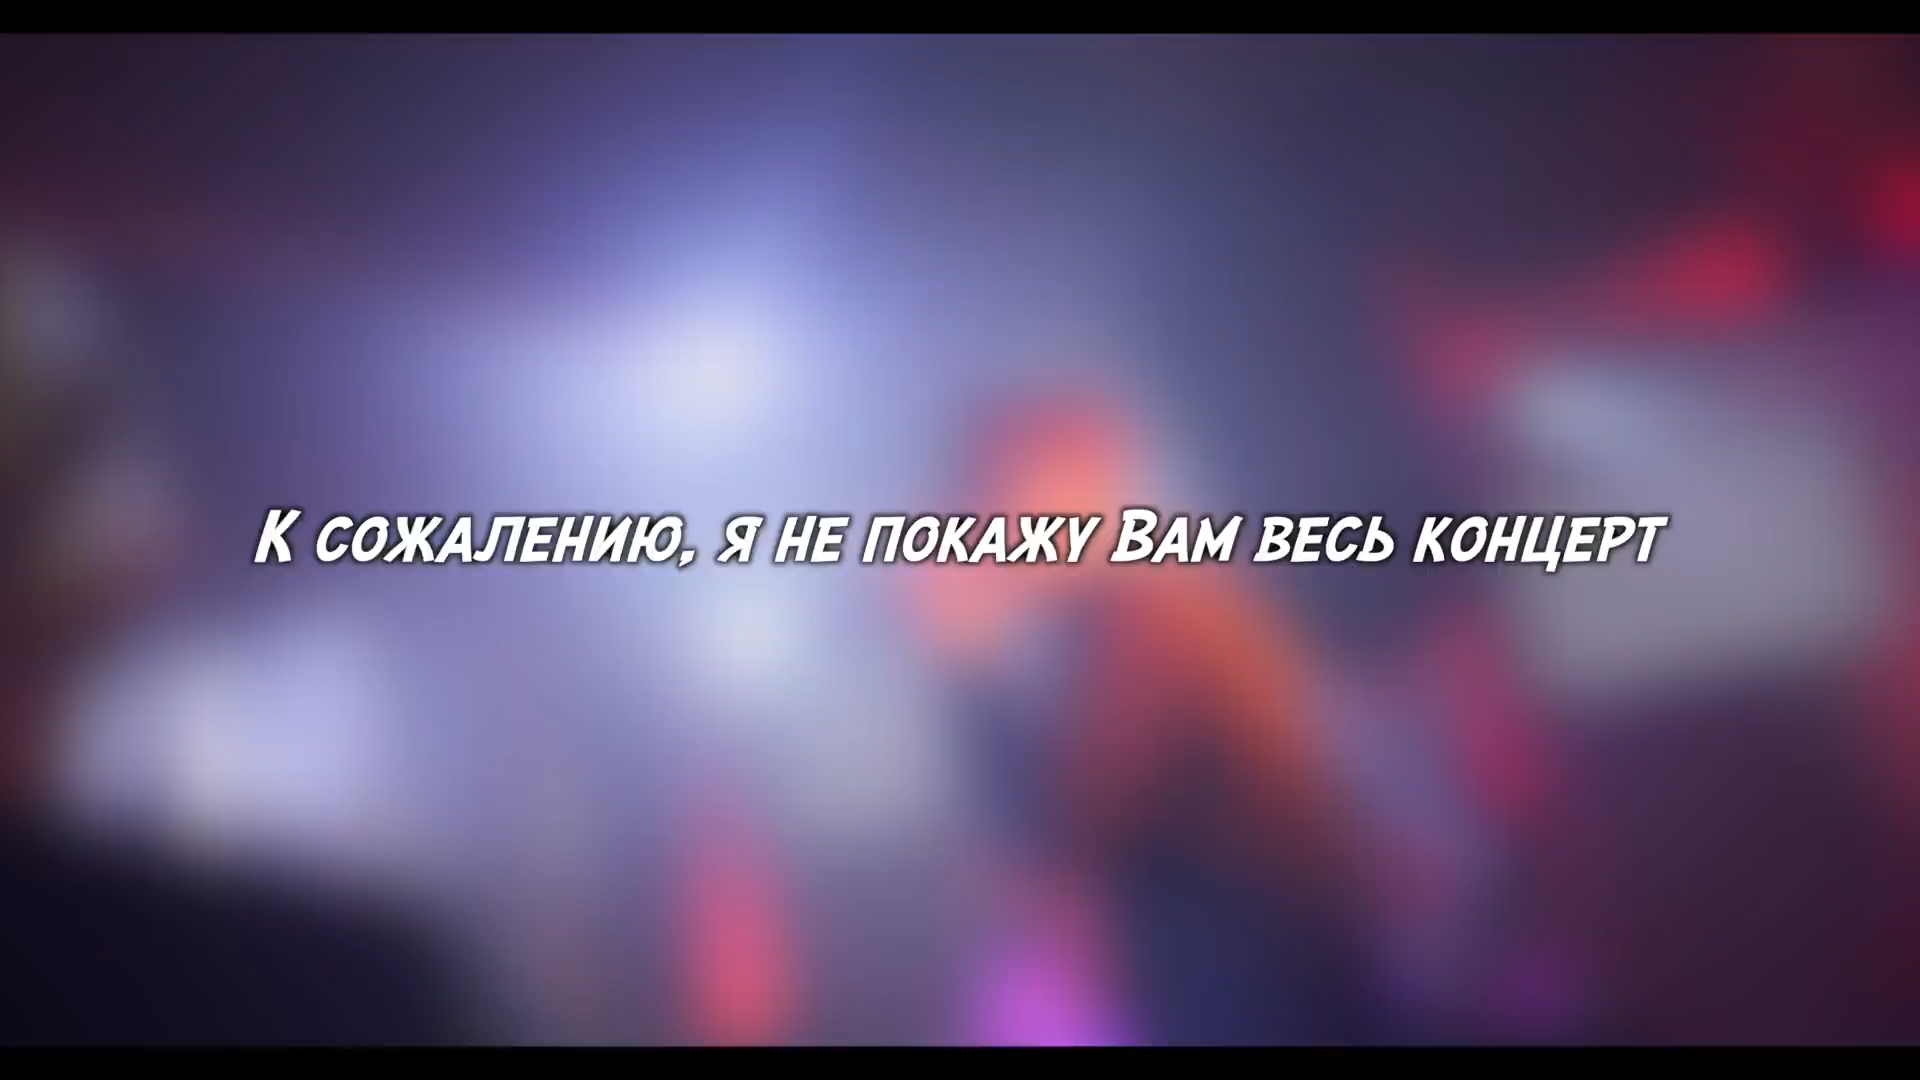 К сожалению, я не покажу Вам весь концерт